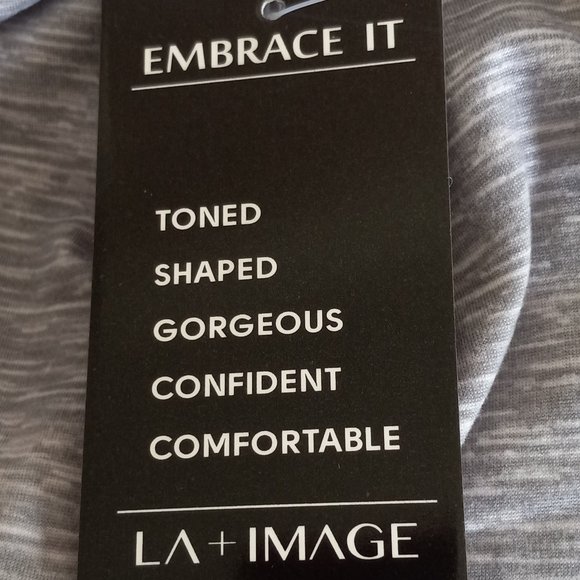 EMBRACE IT
TONED
SHAPED
GORGEOUS
CONFIDENT
COMFORTABLE
LA + IMAGE